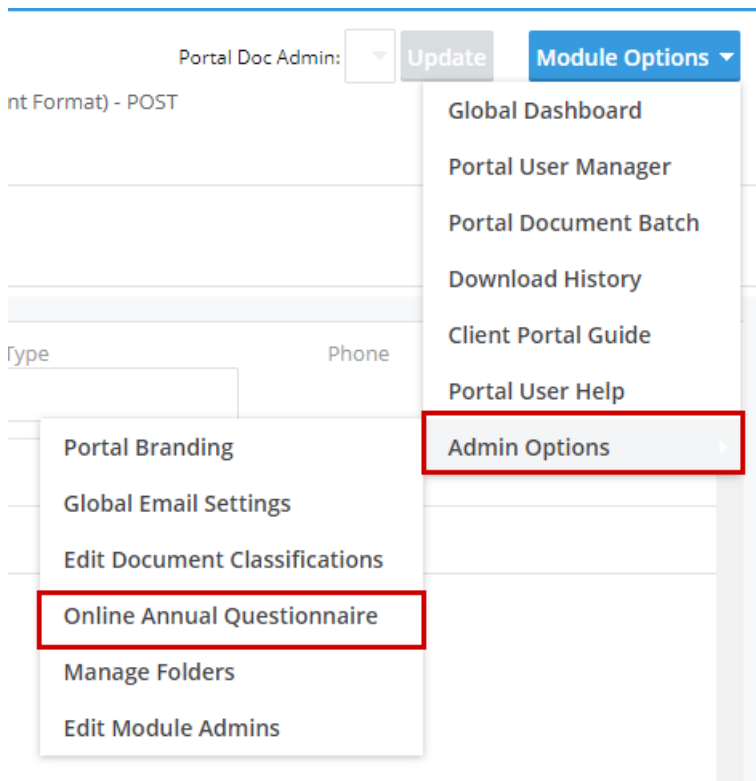 Portal Doc Admin: Update Module Options
nt Format) - POST
Global Dashboard
Portal User Manager
Portal Document Batch
Download History
Client Portal Guide
Type Phone
Portal User Help
Admin Options
Portal Branding
Global Email Settings
Edit Document Classifications
Online Annual Questionnaire
Manage Folders
Edit Module Admins